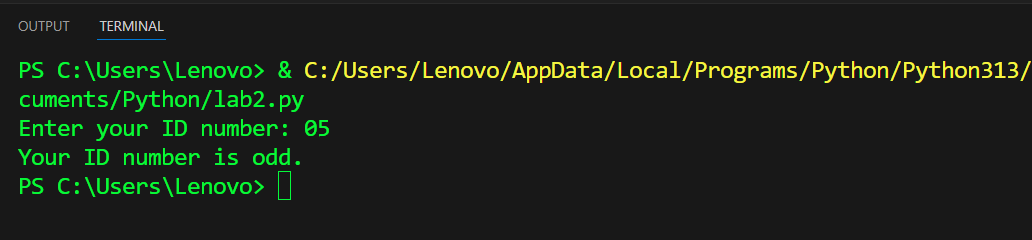 OUTPUT TERMINAL
PS C:\Users\Lenovo> & C:/Users/Lenovo/AppData/Local/Programs/Python/Python313/
cuments/Python/lab2.py
Enter your ID number: 05
Your ID number is odd.
PS C:\Users\Lenovo>